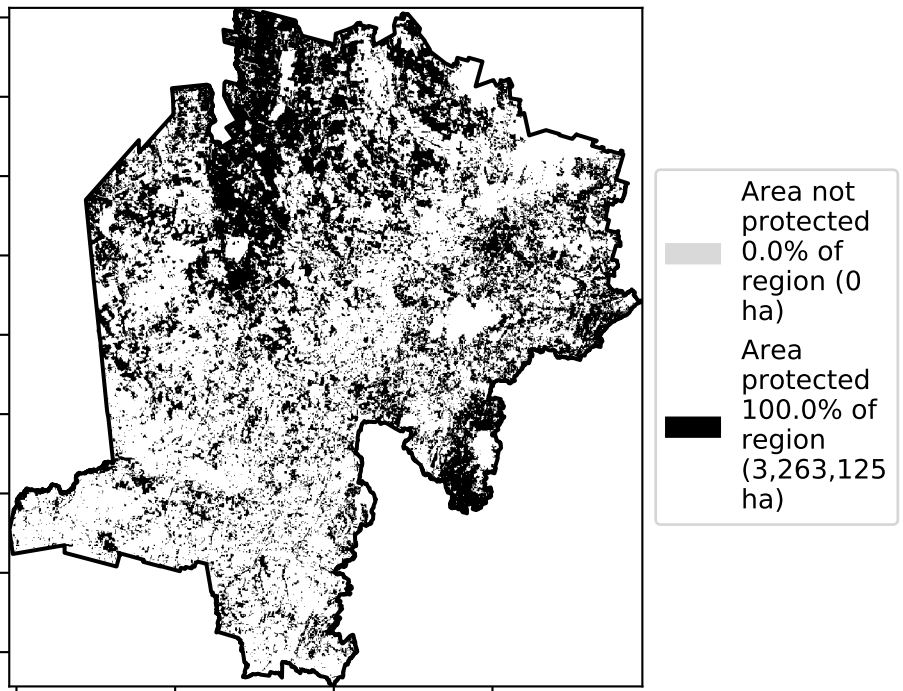 Area not
protected
0.0% of
region (0
ha)
Area
protected
100.0% of
region
(3,263,125
ha)